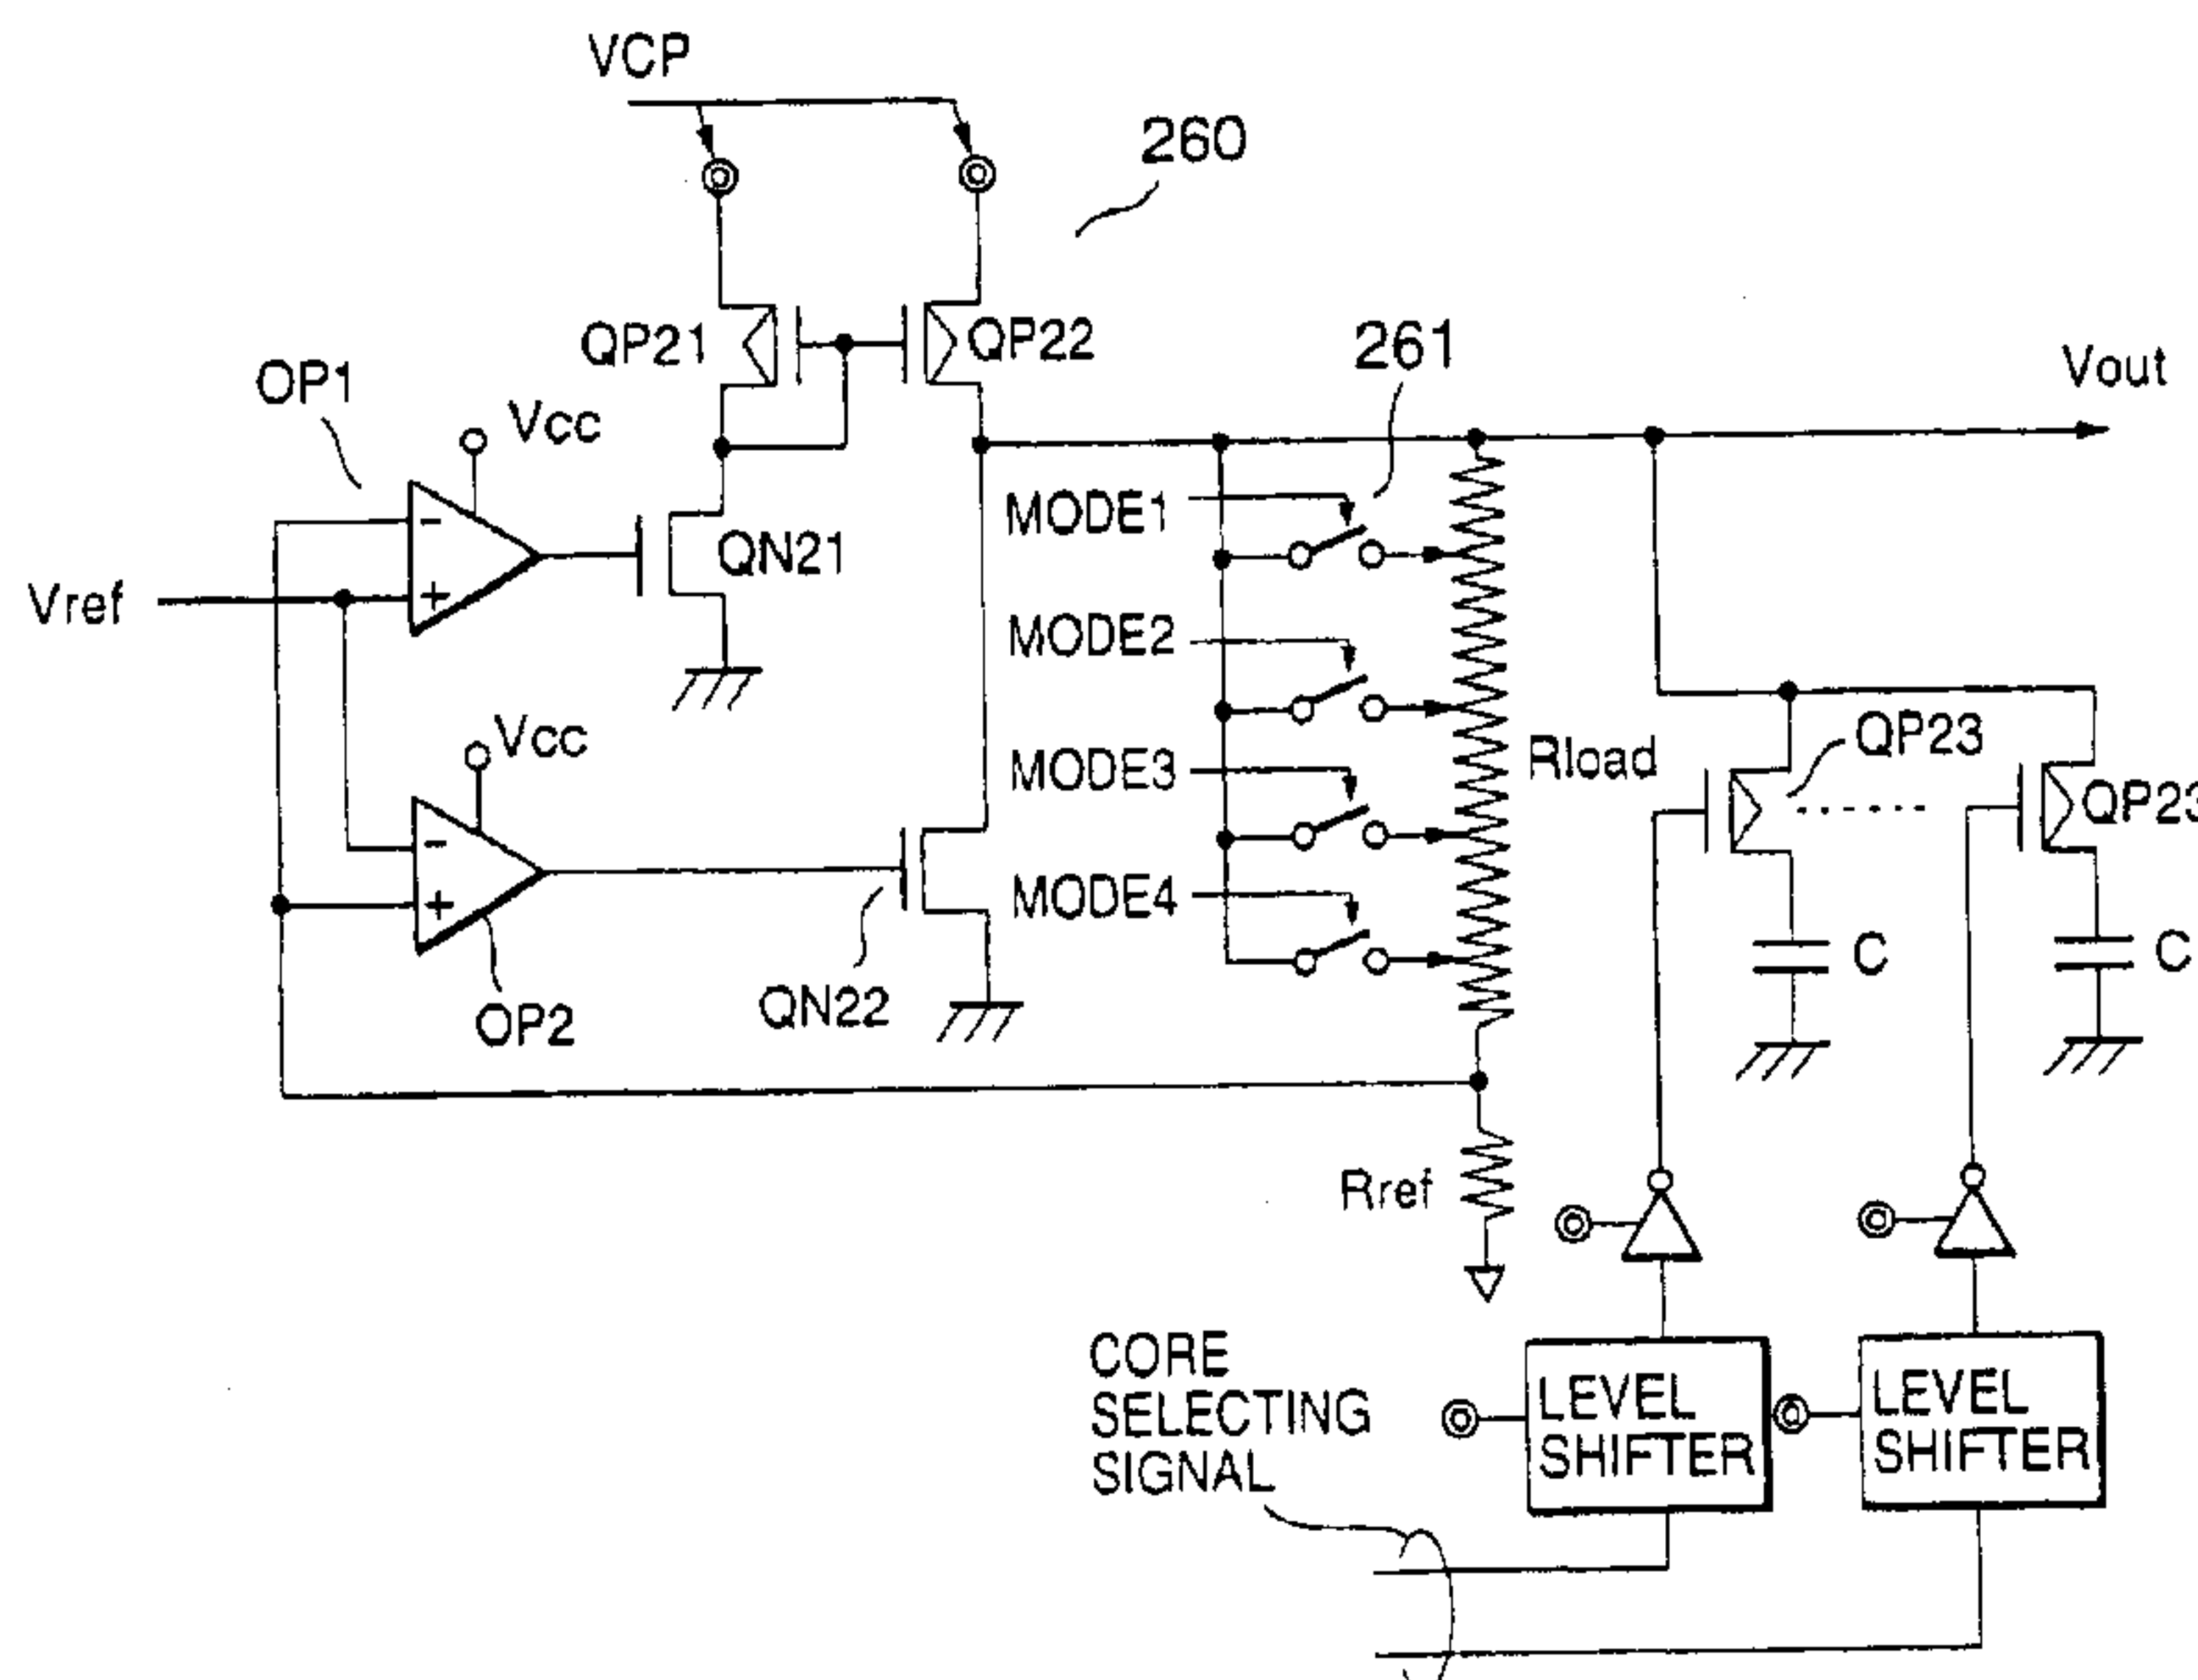 VCP
260
QP21
QP22
261
Vout
OP1
Vcc
MODE1
QN21
Vref
MODE2
Vcc
QP23
MODE3
Rload
QP23
MODE4
C
C
QN22
OP2
Rref
CORE
SELECTING
SIGNAL
LEVEL
SHIFTER
LEVEL
SHIFTER